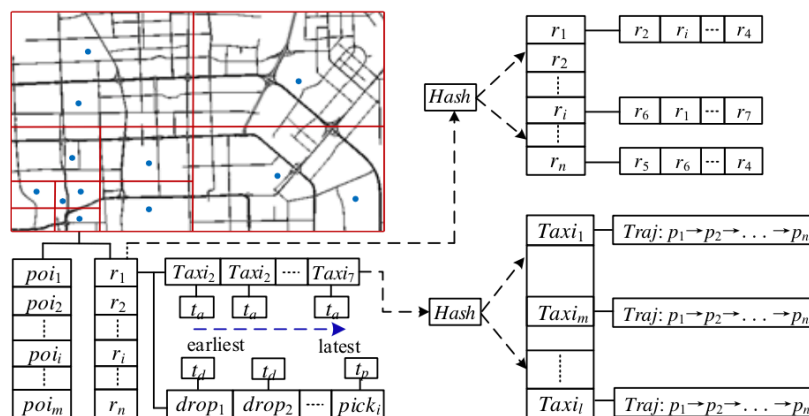 r1 r2 ri ... r4
r2
Hash
ri r6 r1 ... r7
rn r5 r6 ... r4
poi1
poi2
poii
poim
r1
r2
ri
rn
Taxi2 Taxi2 ... Taxi7
ta ta ta
earliest latest
td td tp
drop1 drop2 ... picki
Hash
Taxi1 Traj: p1→p2→...→pn
Taxim Traj: p1→p2→...→pn
Taxil Traj: p1→p2→...→pn